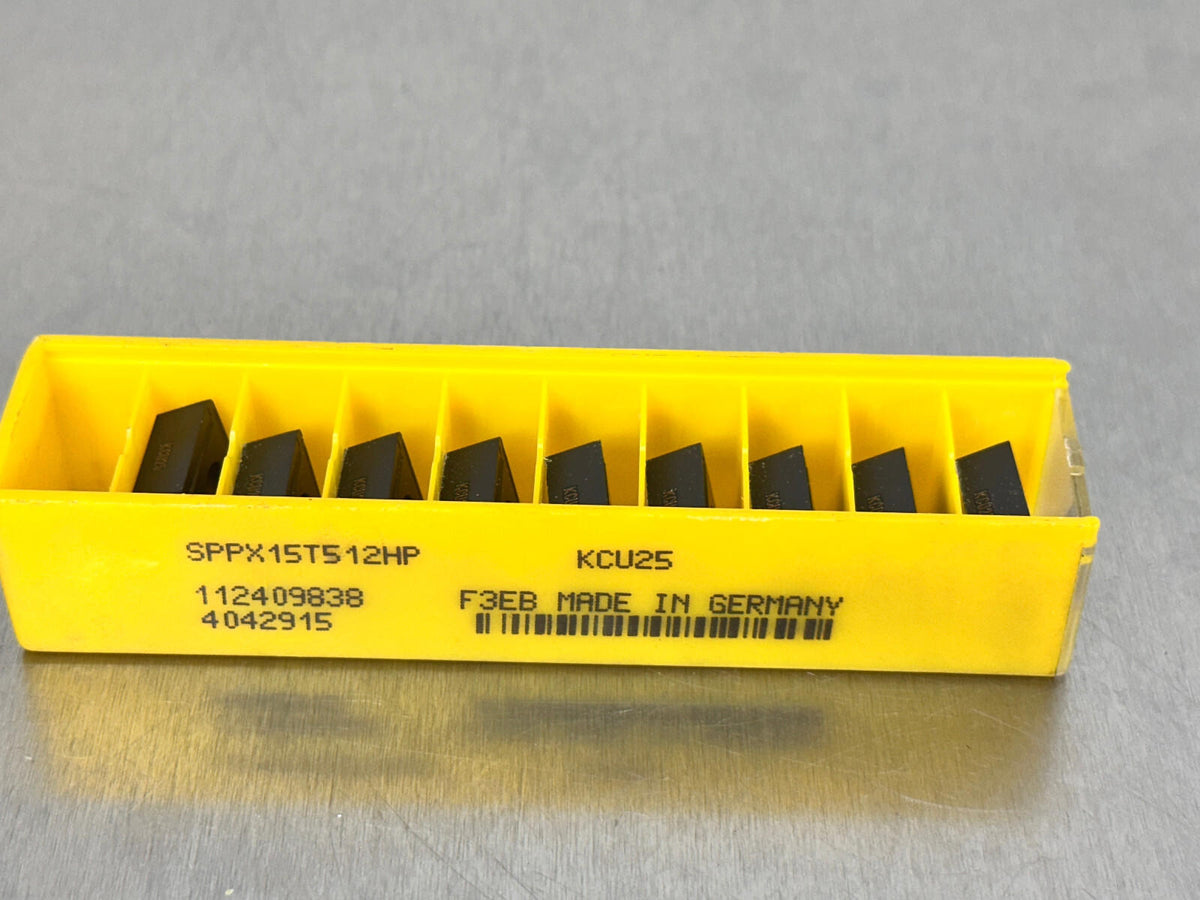 SPPX15T512HP KCU25
112409838 F3EB MADE IN GERMANY
4042915